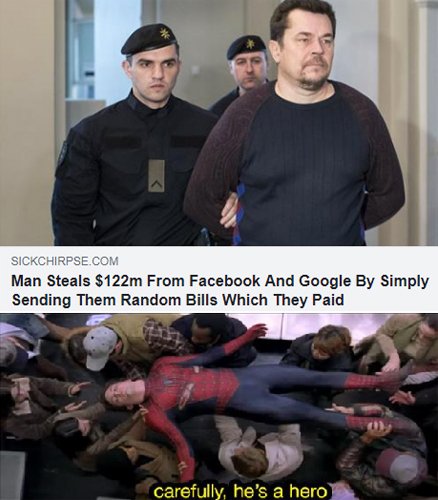 SICKCHIRPSE.COM
Man Steals $122m From Facebook And Google By Simply
Sending Them Random Bills Which They Paid
carefully, he's a hero